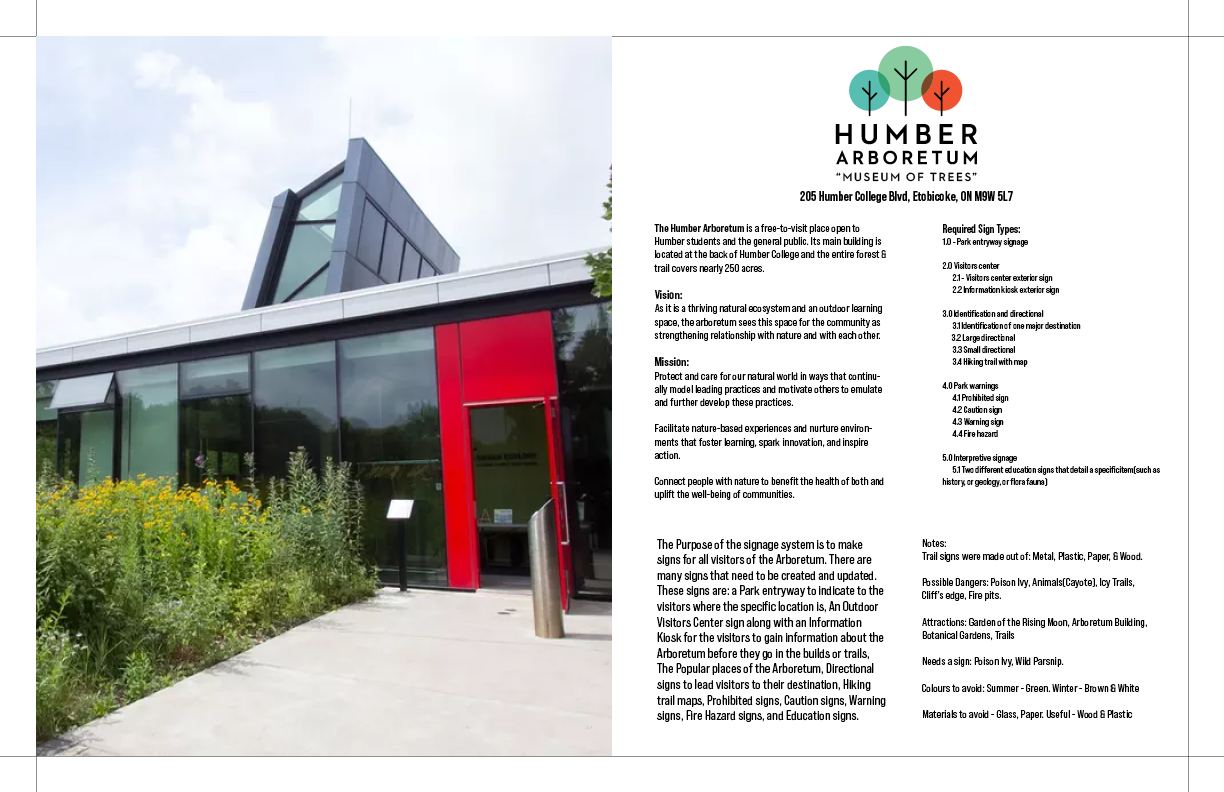 HUMBER
ARBORETUM
“MUSEUM OF TREES”
205 Humber College Blvd, Etobicoke, ON M9W 5L7
The Humber Arboretum is a free-to-visit place open to
Humber students and the general public. Its main building is
located at the back of Humber College and the entire forest &
trail covers nearly 250 acres.
Vision:
As it is a thriving natural ecosystem and an outdoor learning
space, the arboretum sees this space for the community as
strengthening relationship with nature and with each other.
Mission:
Protect and care for our natural world in ways that continu-
ally model leading practices and motivate others to emulate
and further develop these practices.
Facilitate nature-based experiences and nurture environ-
ments that foster learning, spark innovation, and inspire
action.
Connect people with nature to benefit the health of both and
uplift the well-being of communities.
Required Sign Types:
1.0 - Park entryway signage
2.0 Visitors center
2.1 - Visitors center exterior sign
2.2 Information kiosk exterior sign
3.0 Identification and directional
3.1 Identification of one major destination
3.2 Large directional
3.3 Small directional
3.4 Hiking trail with map
4.0 Park warnings
4.1 Prohibited sign
4.2 Caution sign
4.3 Warning sign
4.4 Fire hazard
5.0 Interpretive signage
5.1 Two different education signs that detail a specific item(such as
history, or geology, or flora fauna)
The Purpose of the signage system is to make
signs for all visitors of the Arboretum. There are
many signs that need to be created and updated.
These signs are: a Park entryway to indicate to the
visitors where the specific location is, An Outdoor
Visitors Center sign along with an Information
Kiosk for the visitors to gain information about the
Arboretum before they go in the builds or trails,
The Popular places of the Arboretum, Directional
signs to lead visitors to their destination, Hiking
trail maps, Prohibited signs, Caution signs, Warning
signs, Fire Hazard signs, and Education signs.
Notes:
Trail signs were made out of: Metal, Plastic, Paper, & Wood.
Possible Dangers: Poison Ivy, Animals(Cayote), Icy Trails,
Cliff's edge, Fire pits.
Attractions: Garden of the Rising Moon, Arboretum Building,
Botanical Gardens, Trails
Needs a sign: Poison Ivy, Wild Parsnip.
Colours to avoid: Summer - Green. Winter - Brown & White
Materials to avoid - Glass, Paper. Useful - Wood & Plastic